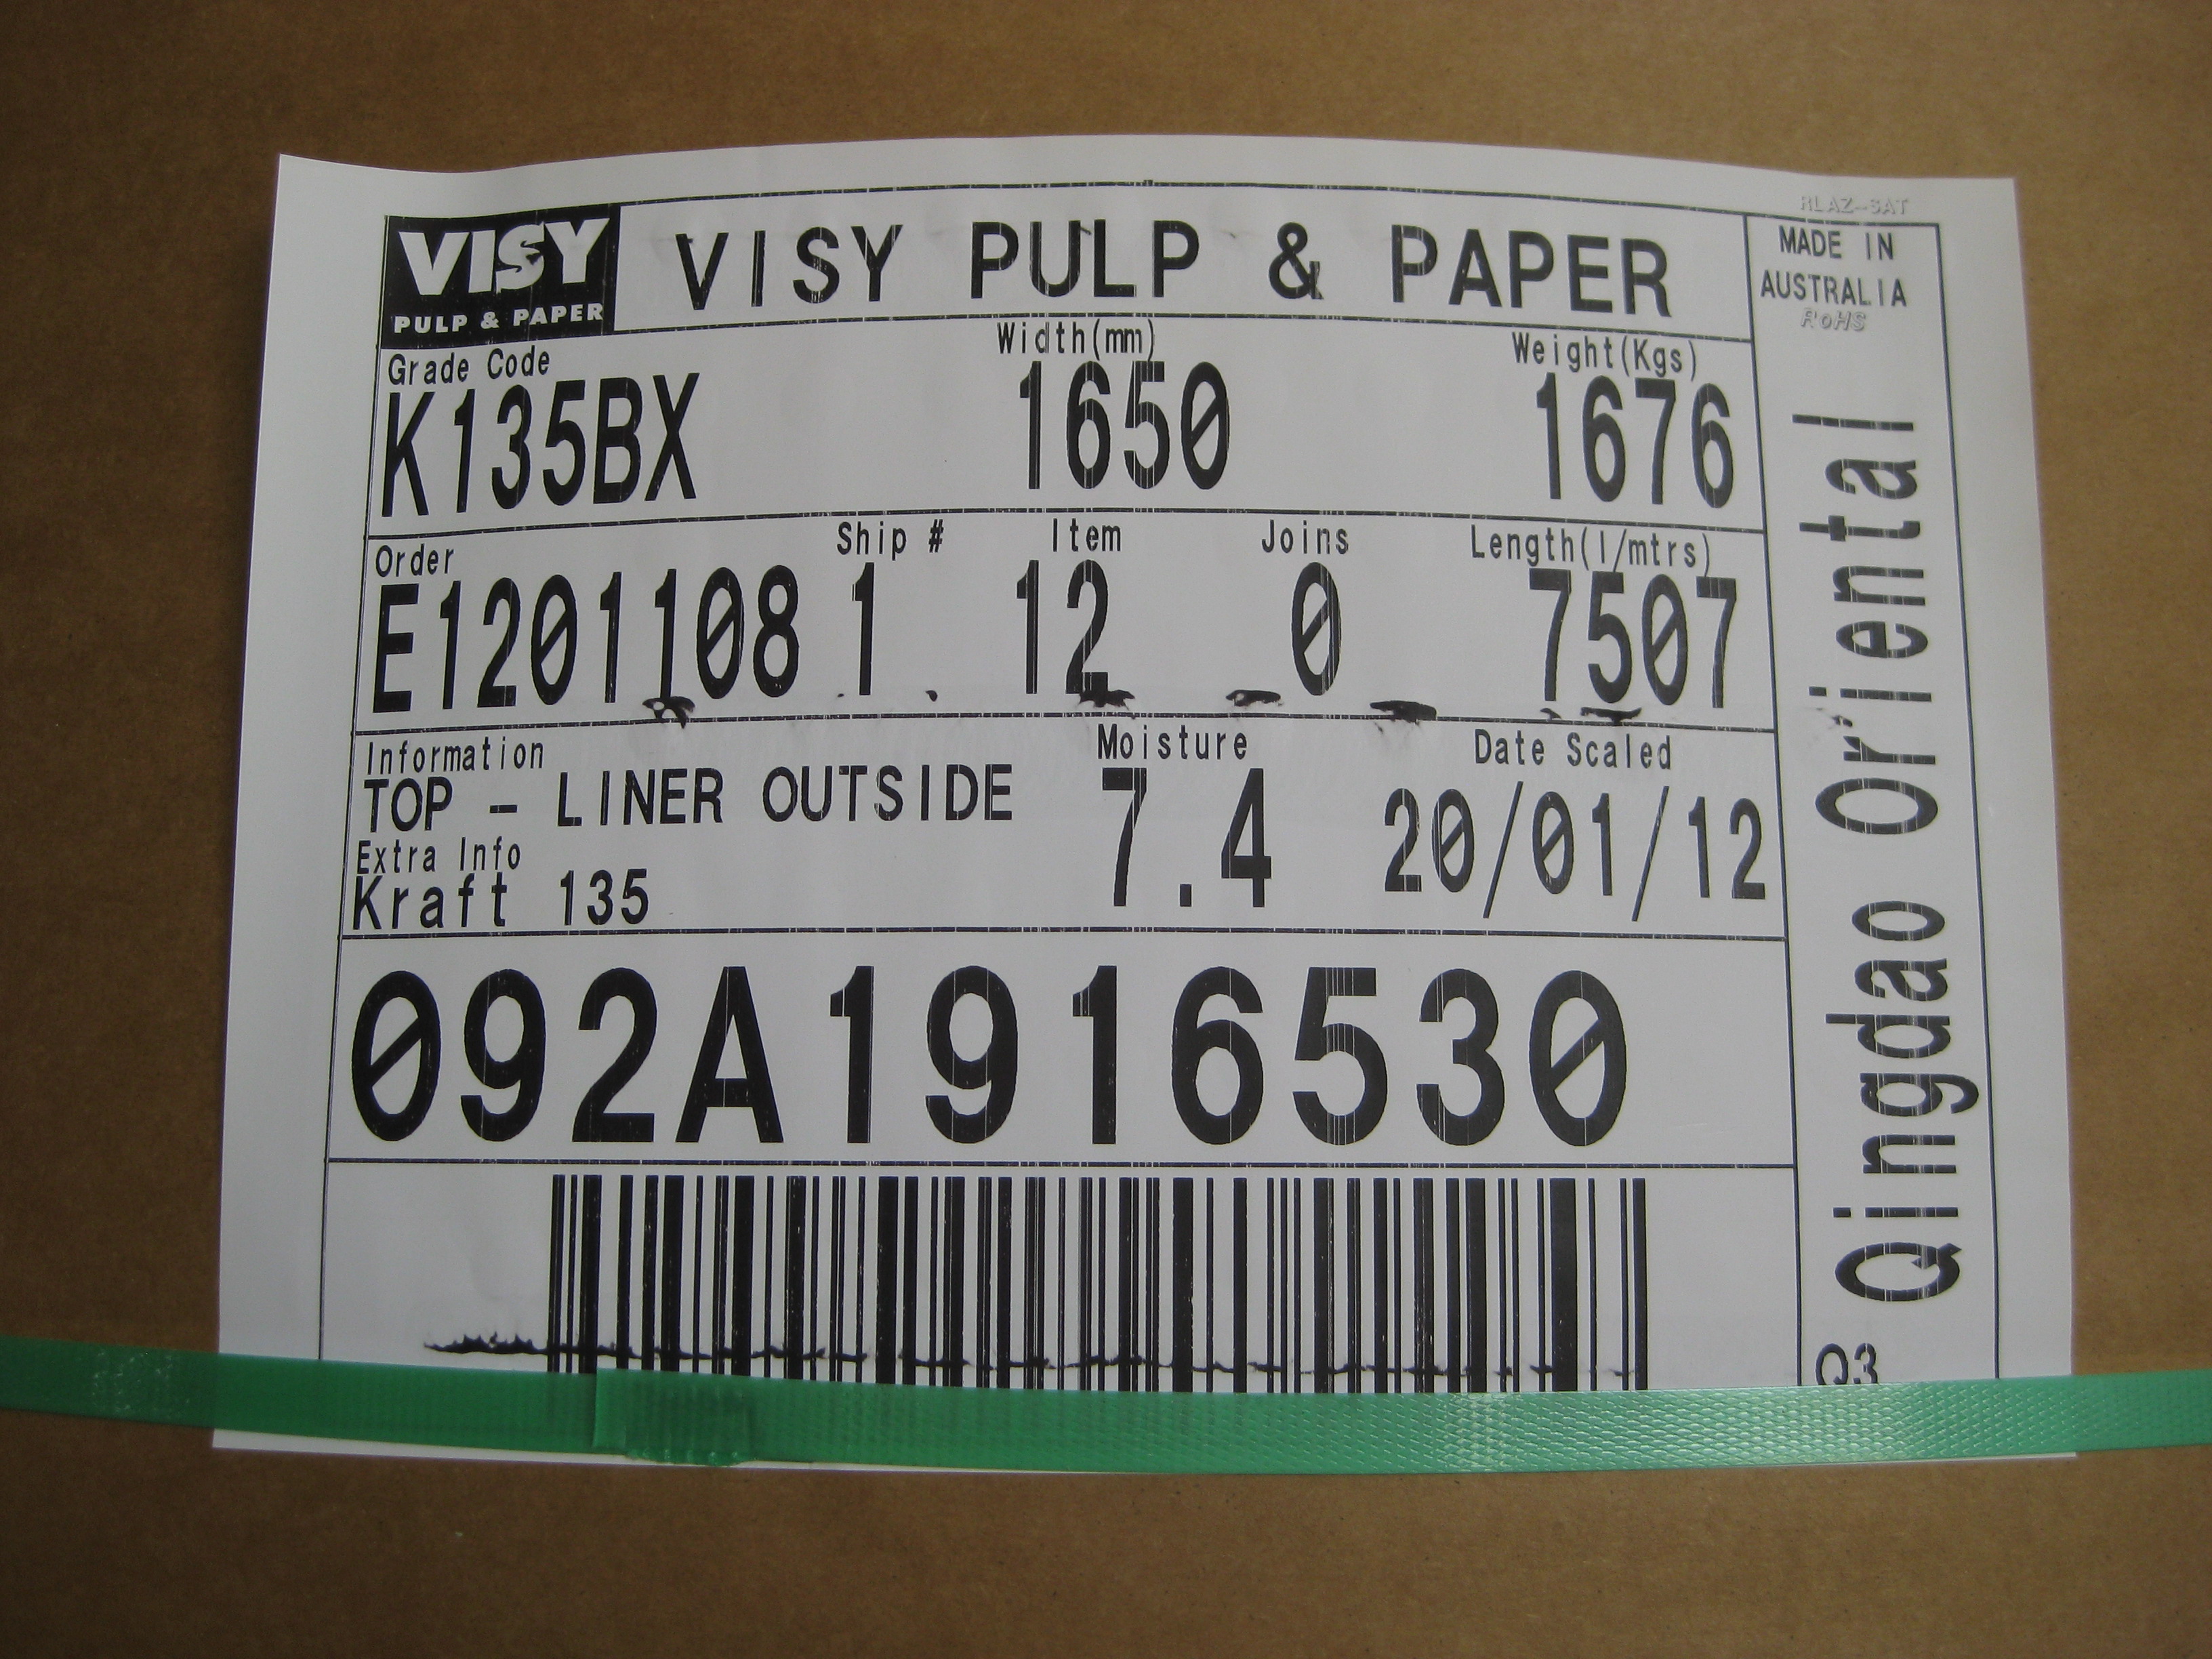 RLAZ-SAT
VISY
PULP & PAPER
VISY PULP & PAPER
MADE IN
AUSTRALIA
RoHS
Grade Code
Width(mm)
Weight(Kgs)
K135BX
1650
1676
Order
Ship #
Item
Joins
Length(l/mtrs)
E1201108
1
12
0
7507
Information
Moisture
Date Scaled
TOP - LINER OUTSIDE
7.4
20/01/12
Extra Info
Kraft 135
092A1916530
Qingdao Oriental
Q3